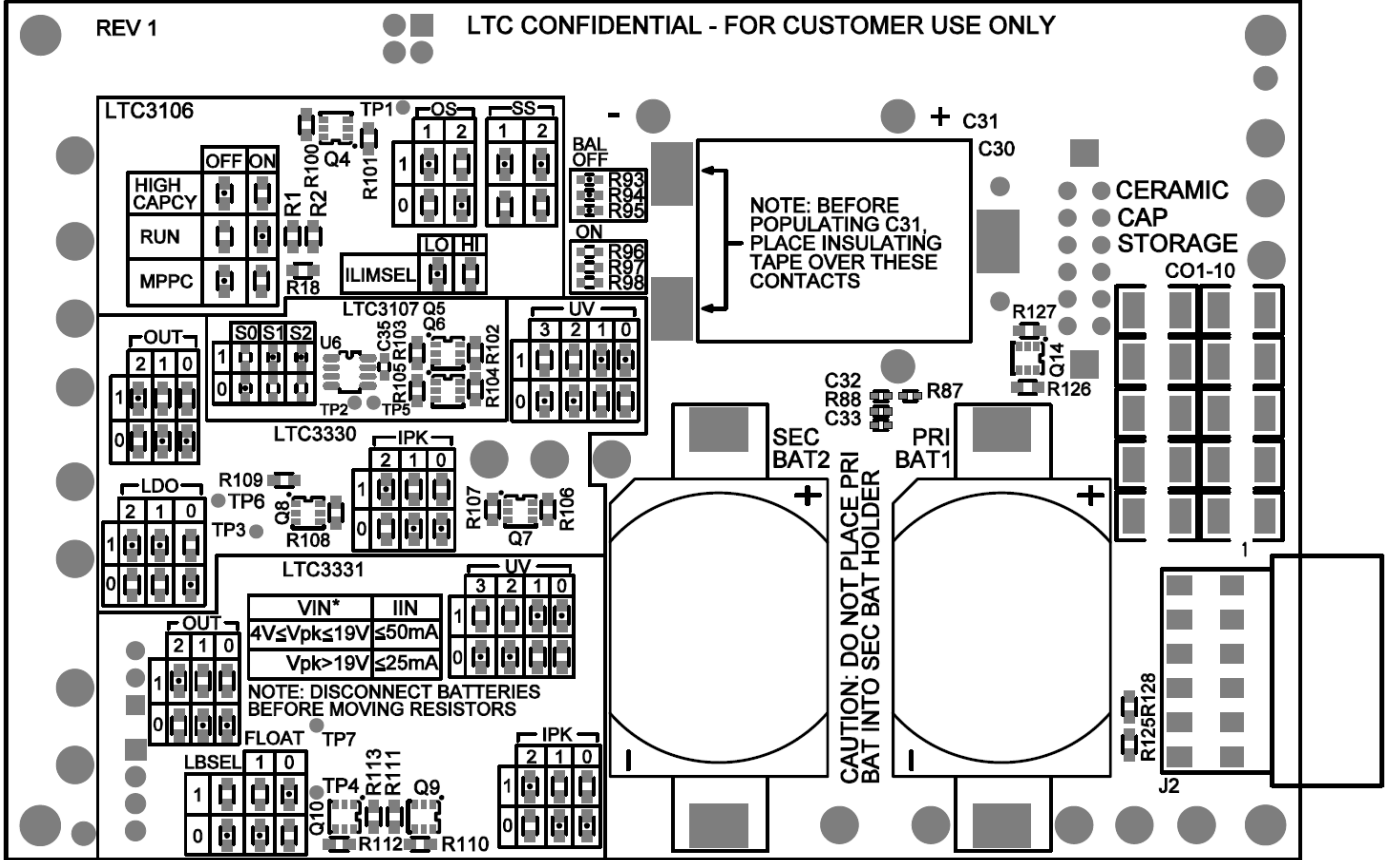 REV 1
LTC CONFIDENTIAL - FOR CUSTOMER USE ONLY
LTC3106
R100
Q4
R101
TP1
OS
1 2
1
0
SS
1 2
OFF ON
HIGH CAPCY
RUN
MPPC
R1
R2
R18
LO HI
ILIMSEL
BAL
OFF
R93
R94
R95
ON
R96
R97
R98
-
+
C31
C30
NOTE: BEFORE
POPULATING C31,
PLACE INSULATING
TAPE OVER THESE
CONTACTS
CERAMIC
CAP
STORAGE
CO1-10
R127
Q14
R126
LTC3107
S0 S1 S2
1
0
U6
C35
R103
R105
Q5
Q6
R102
R104
TP2
TP5
UV
3 2 1 0
1
0
OUT
2 1 0
1
0
LTC3330
IPK
2 1 0
1
0
LDO
2 1 0
1
0
R109
TP6
TP3
Q8
R108
R107
Q7
R106
C32
R88
C33
R87
SEC
BAT2
+
-
PRI
BAT1
+
-
CAUTION: DO NOT PLACE PRI
BAT INTO SEC BAT HOLDER
LTC3331
VIN* IIN
4V≤Vpk≤19V ≤50mA
Vpk>19V ≤25mA
NOTE: DISCONNECT BATTERIES
BEFORE MOVING RESISTORS
UV
3 2 1 0
1
0
OUT
2 1 0
1
0
TP7
FLOAT
LBSEL 1 0
1
0
TP4
Q10
R113
R111
Q9
R112
R110
IPK
2 1 0
1
0
R128
R125
1
J2